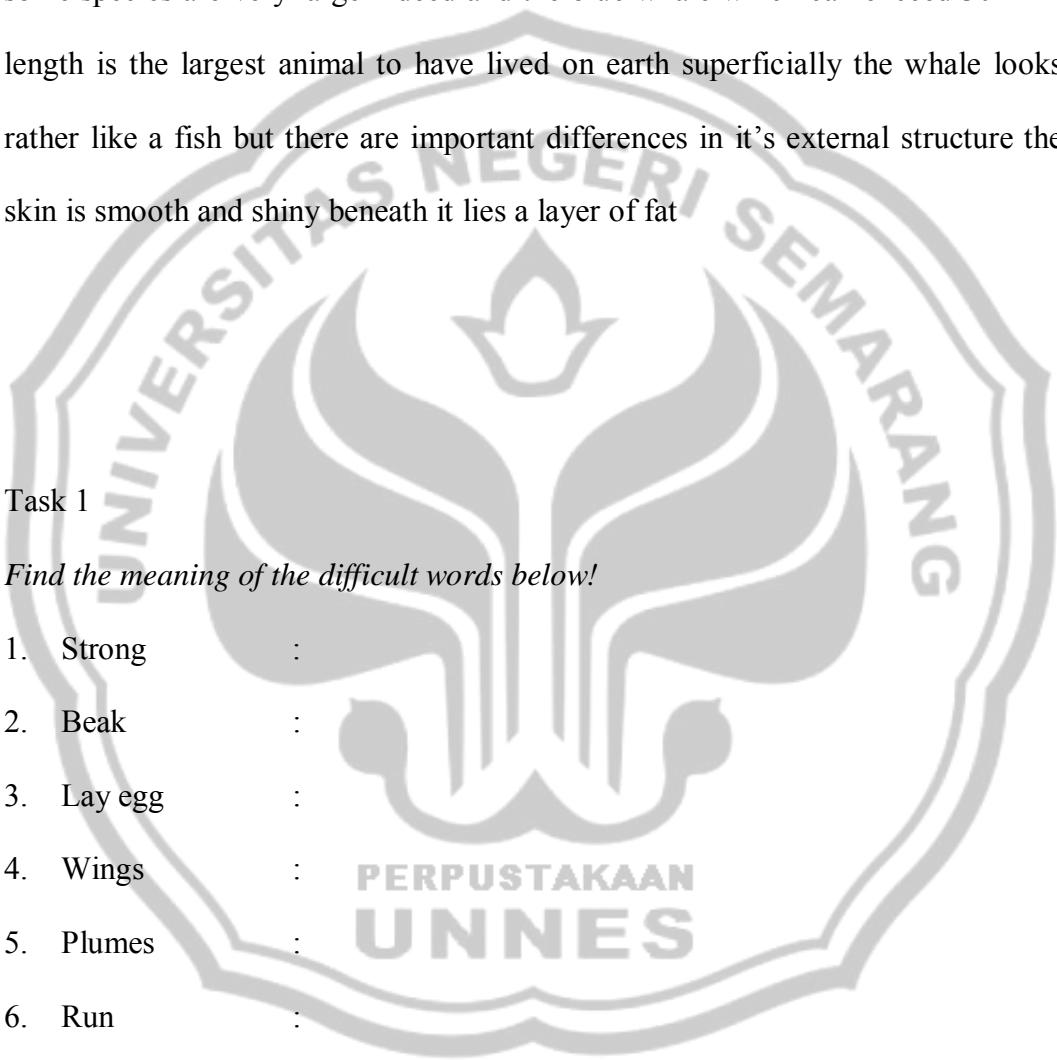 length is the largest animal to have lived on earth superficially the whale looks
rather like a fish but there are important differences in it’s external structure the
skin is smooth and shiny beneath it lies a layer of fat
UNIVERSITAS NEGERI SEMARANG
Task 1
Find the meaning of the difficult words below!
1. Strong :
2. Beak :
3. Lay egg :
4. Wings :
5. Plumes :
6. Run :
PERPUSTAKAAN
UNNES